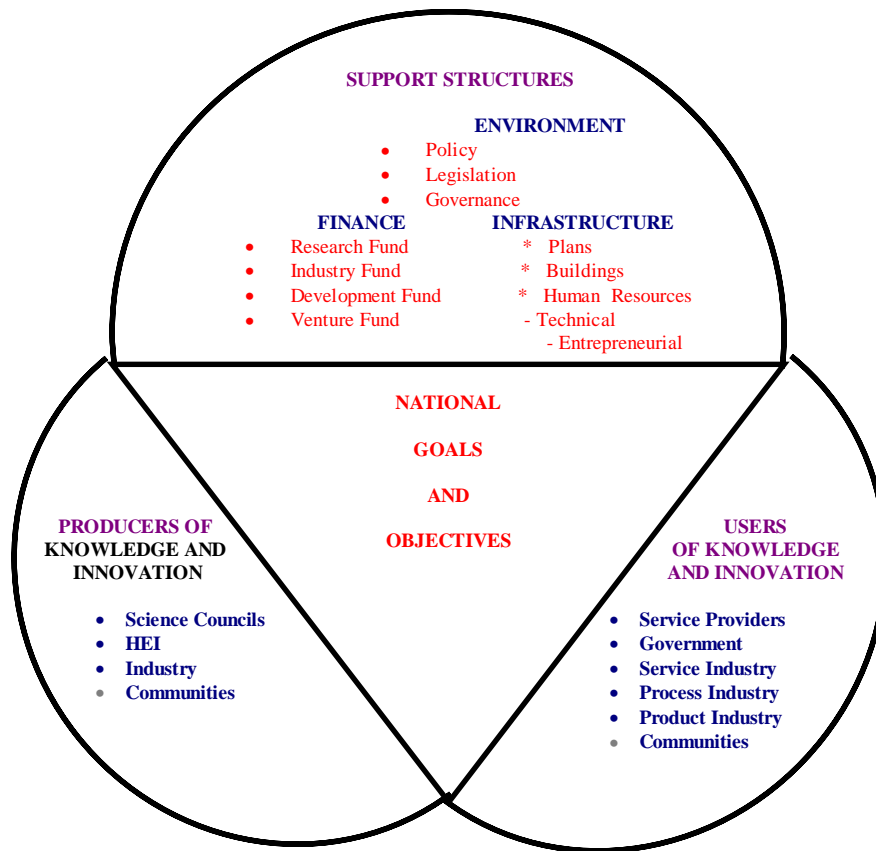 SUPPORT STRUCTURES
ENVIRONMENT
• Policy
• Legislation
• Governance
FINANCE
• Research Fund
• Industry Fund
• Development Fund
• Venture Fund
INFRASTRUCTURE
* Plans
* Buildings
* Human Resources
- Technical
- Entrepreneurial
NATIONAL
GOALS
AND
OBJECTIVES
PRODUCERS OF
KNOWLEDGE AND
INNOVATION
• Science Councils
• HEI
• Industry
• Communities
USERS
OF KNOWLEDGE
AND INNOVATION
• Service Providers
• Government
• Service Industry
• Process Industry
• Product Industry
• Communities